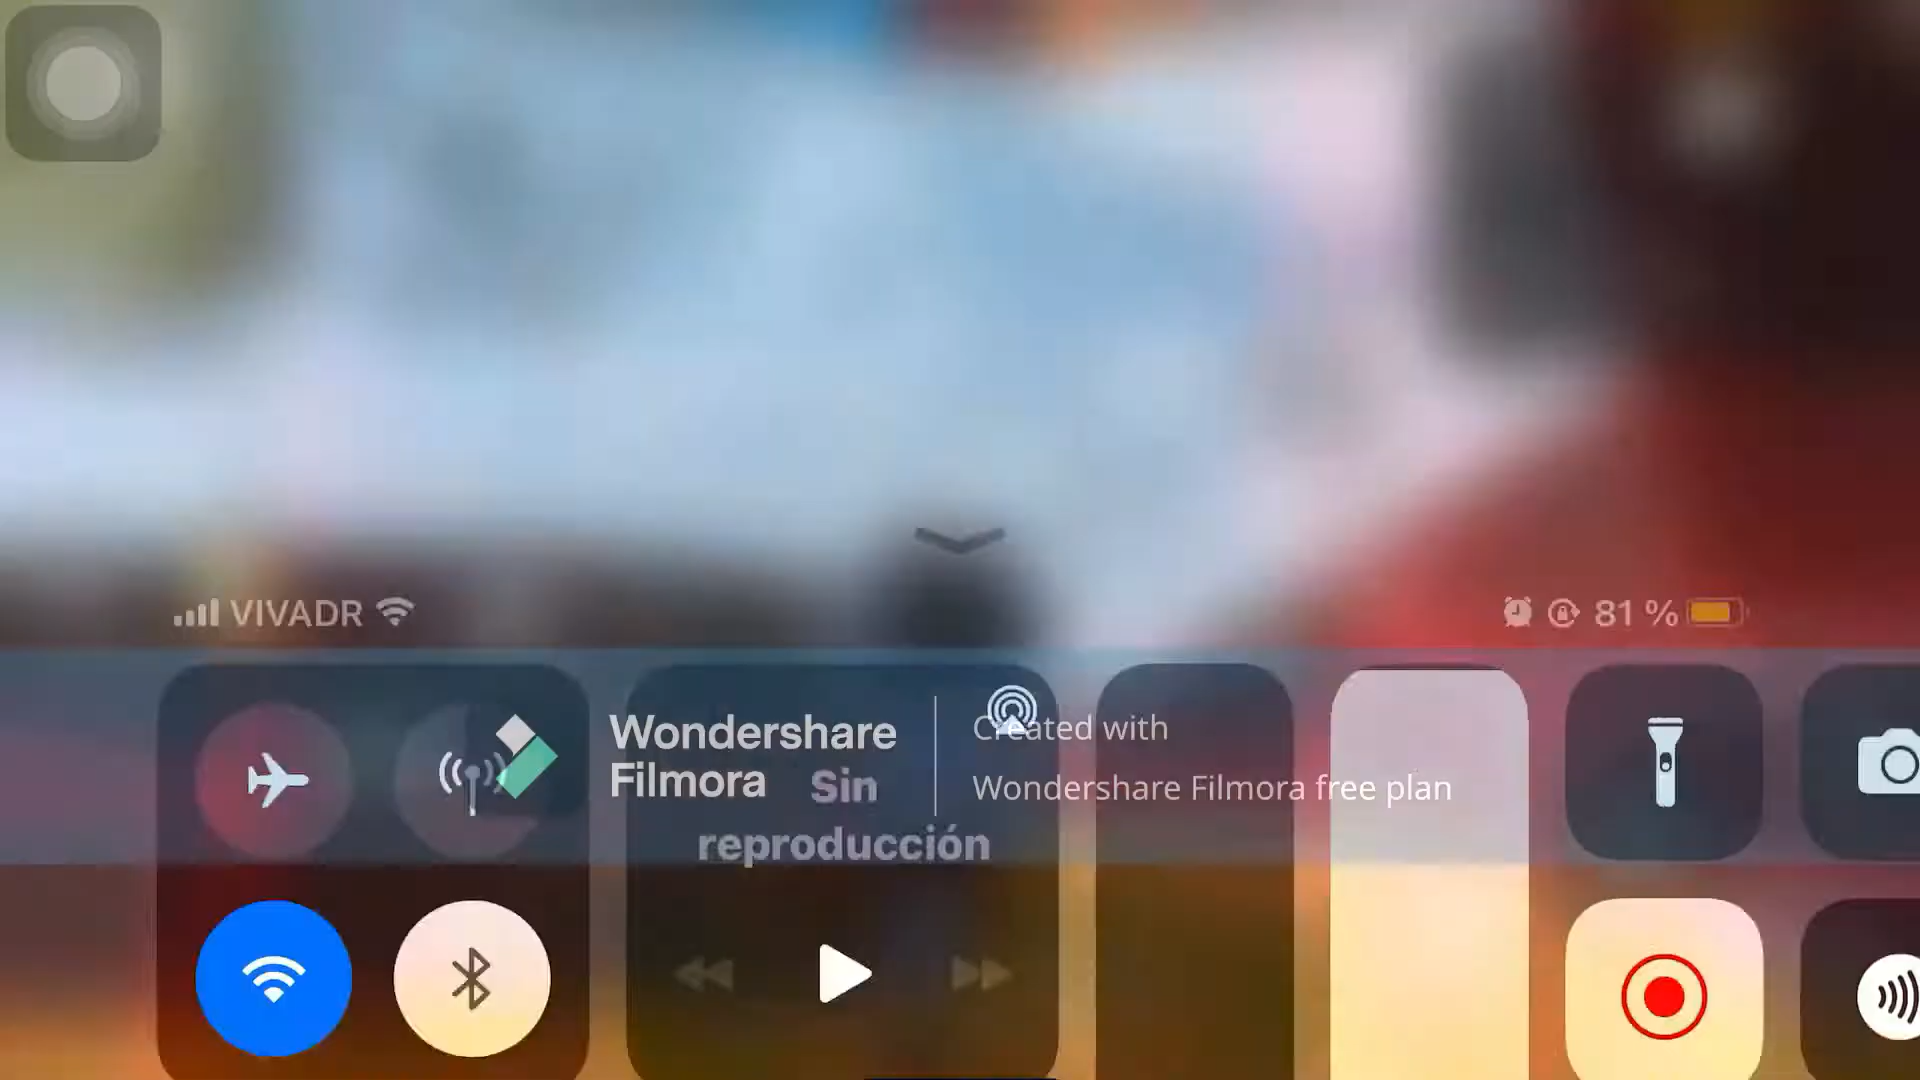 VIVADR
81 %
Wondershare
Filmora
Created with
Wondershare Filmora free plan
Sin
reproducción